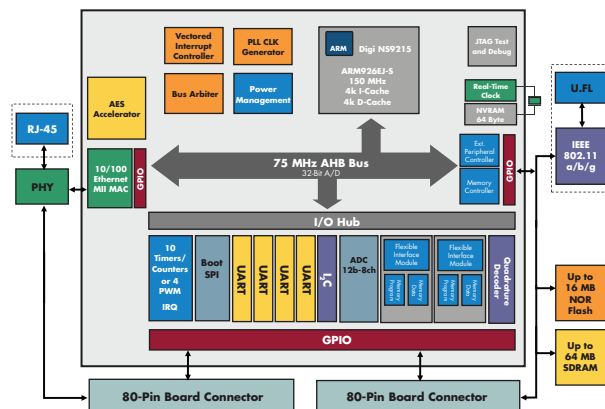 Vectored
Interrupt
Controller
PLL CLK
Generator
ARM
Digi NS9215
ARM926EJ-S
150 MHz
4k I-Cache
4k D-Cache
JTAG Test
and Debug
AES
Accelerator
Bus Arbiter
Power
Management
Real-Time
Clock
NVRAM
64 Byte
U.FL
RJ-45
PHY
10/100
Ethernet
MII MAC
GPIO
75 MHz AHB Bus
32-Bit A/D
Ext.
Peripheral
Controller
Memory
Controller
GPIO
IEEE
802.11
a/b/g
I/O Hub
10
Timers/
Counters
or 4
PWM
IRQ
Boot
SPI
UART
UART
UART
UART
I2C
ADC
12b-8ch
Flexible
Interface
Module
Memory
Program
Memory
Data
Flexible
Interface
Module
Memory
Program
Memory
Data
Quadrature
Decoder
GPIO
Up to
16 MB
NOR
Flash
Up to
64 MB
SDRAM
80-Pin Board Connector
80-Pin Board Connector